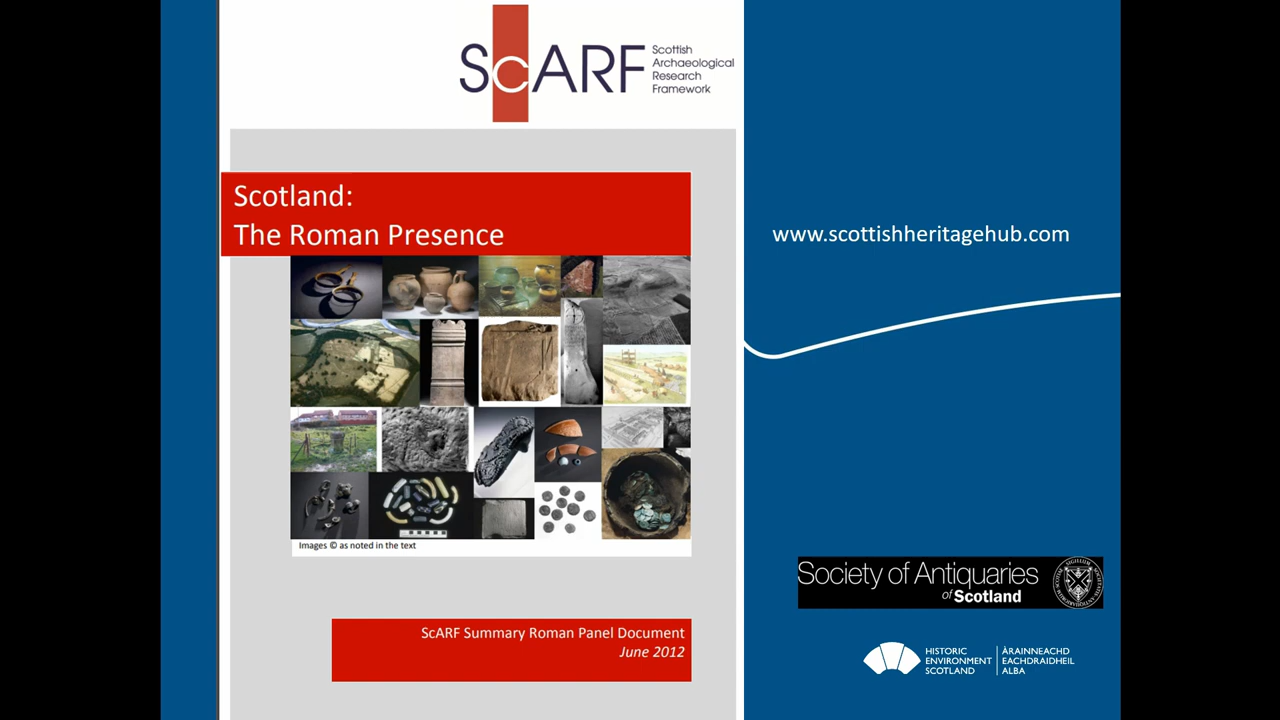 ScARF
Scottish
Archaeological
Research
Framework
Scotland:
The Roman Presence
Images © as noted in the text
ScARF Summary Roman Panel Document
June 2012
www.scottishheritagehub.com
Society of Antiquaries
of Scotland
HISTORIC
ENVIRONMENT
SCOTLAND
ÀRAINNEACHD
EACHDRAIDHEIL
ALBA